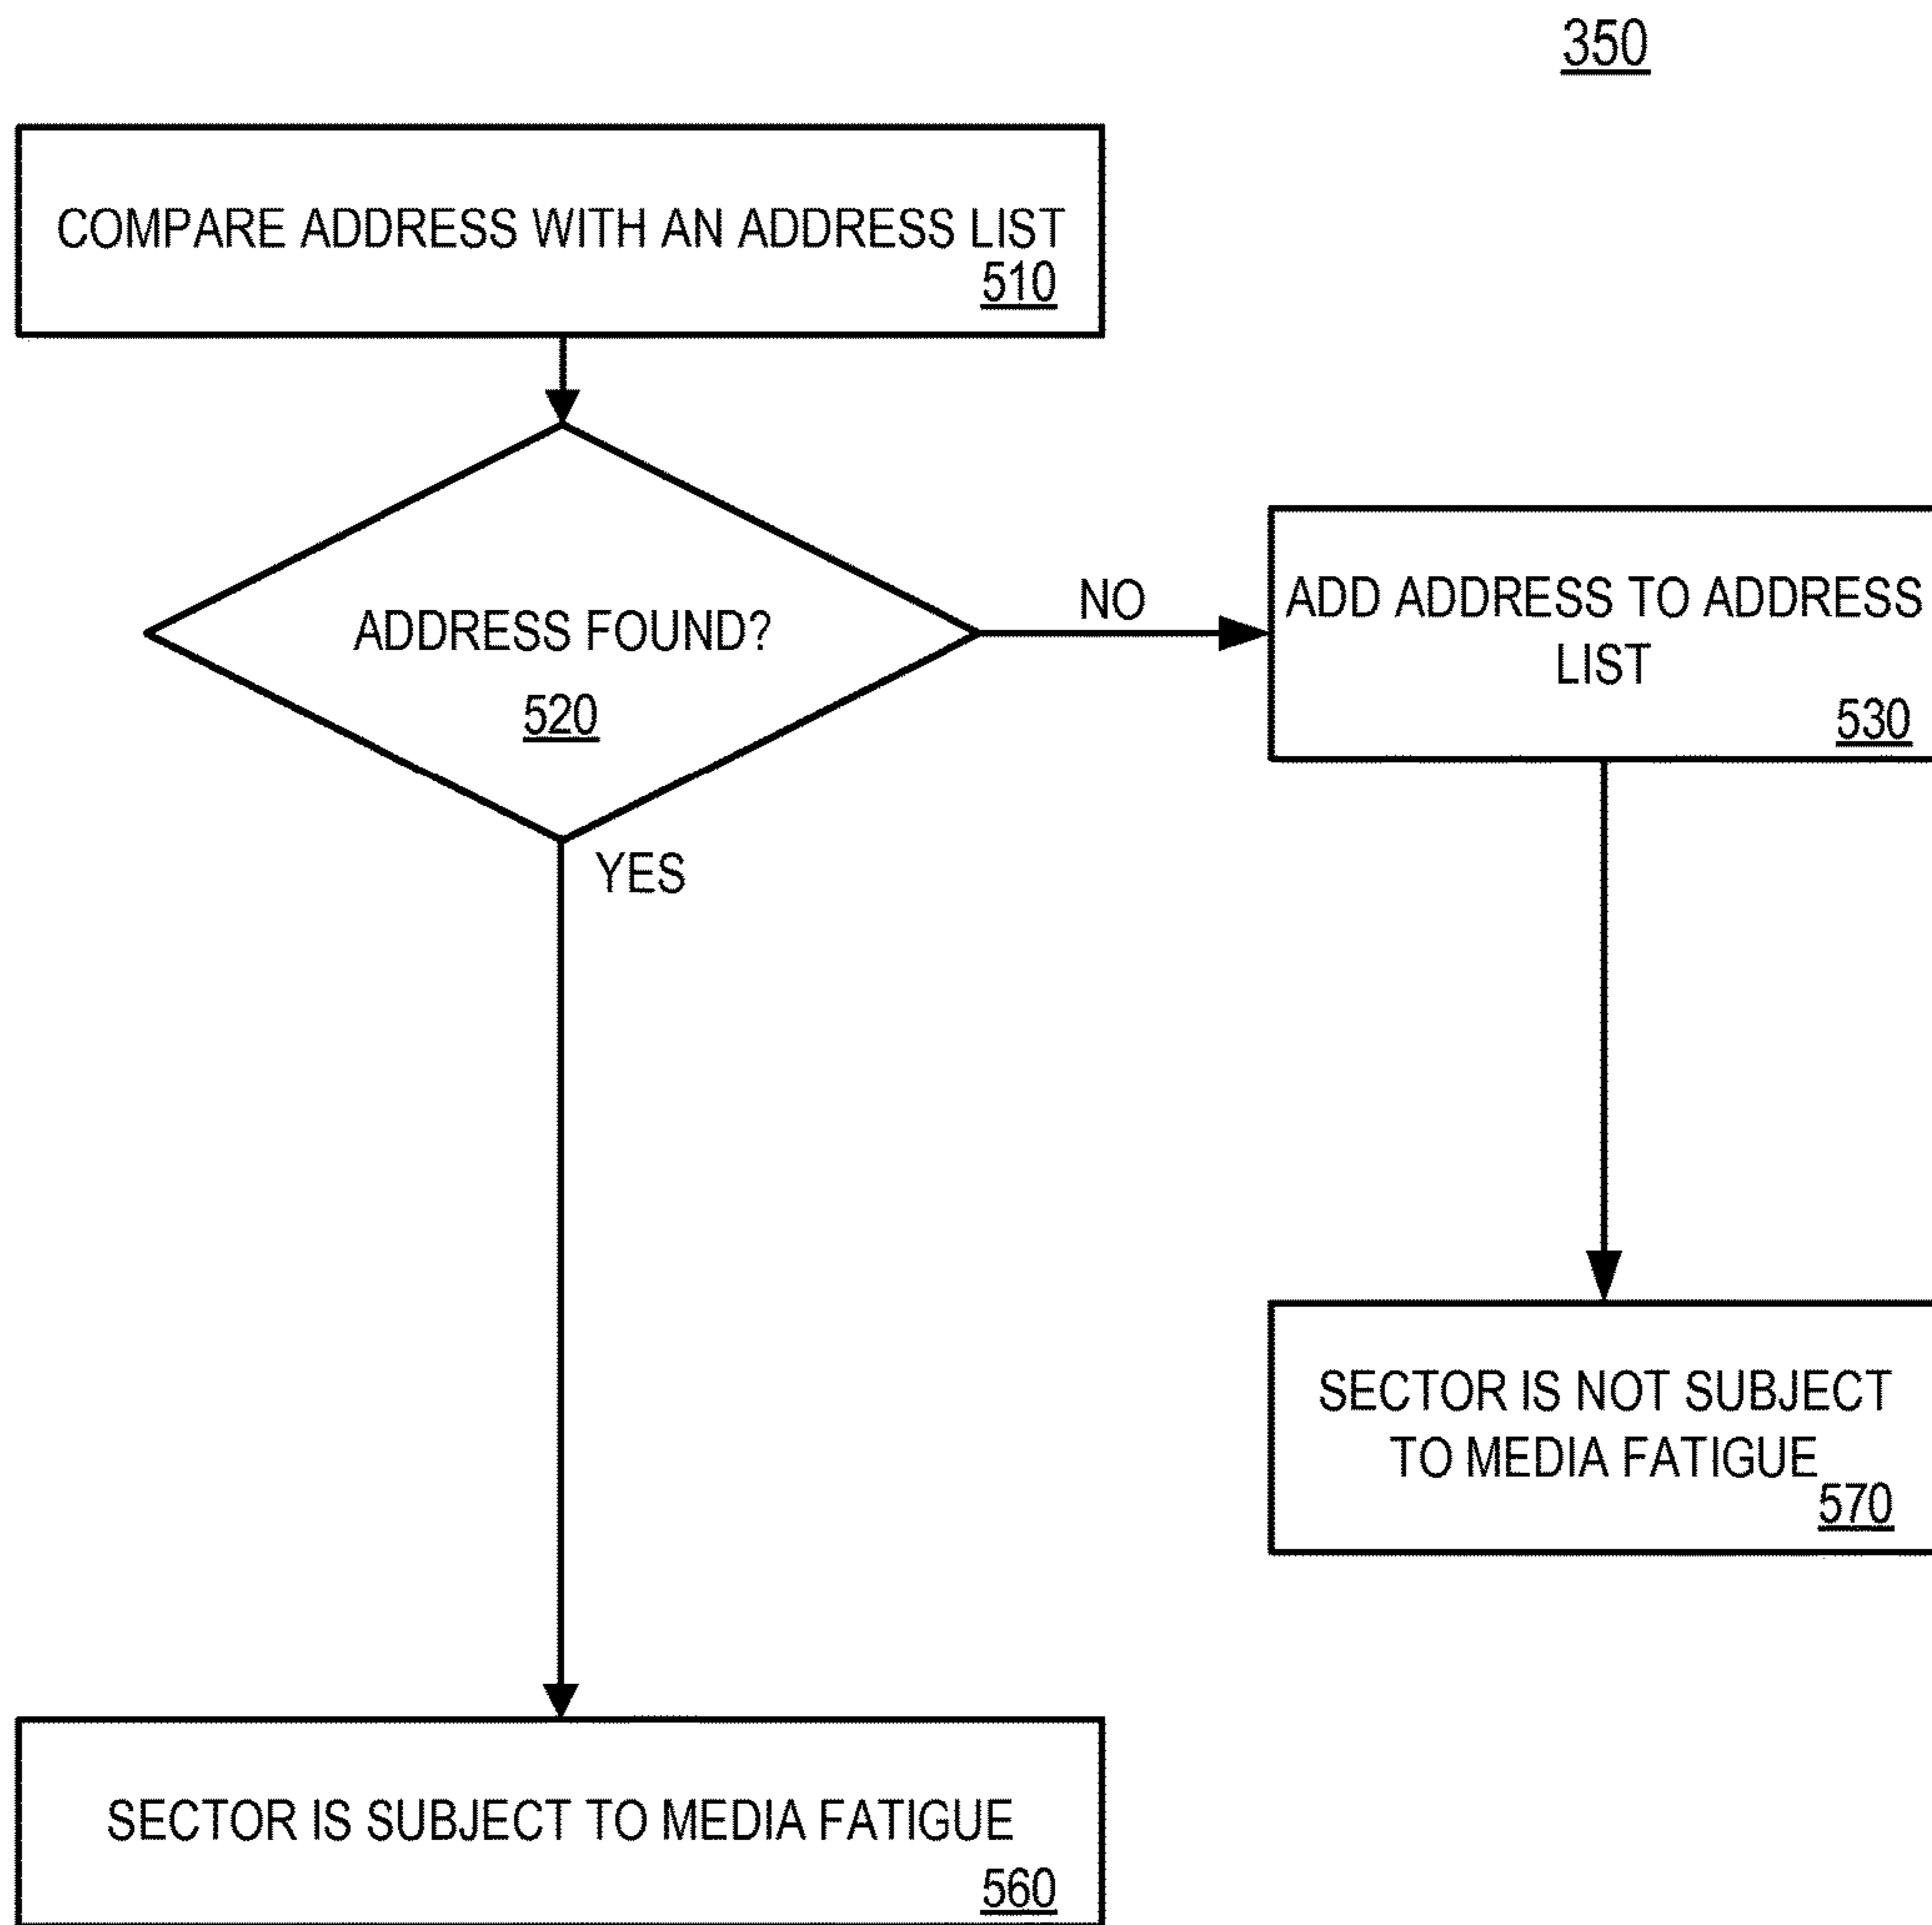 350
COMPARE ADDRESS WITH AN ADDRESS LIST
510
ADDRESS FOUND?
520
NO
ADD ADDRESS TO ADDRESS
LIST
530
YES
SECTOR IS NOT SUBJECT
TO MEDIA FATIGUE
570
SECTOR IS SUBJECT TO MEDIA FATIGUE
560